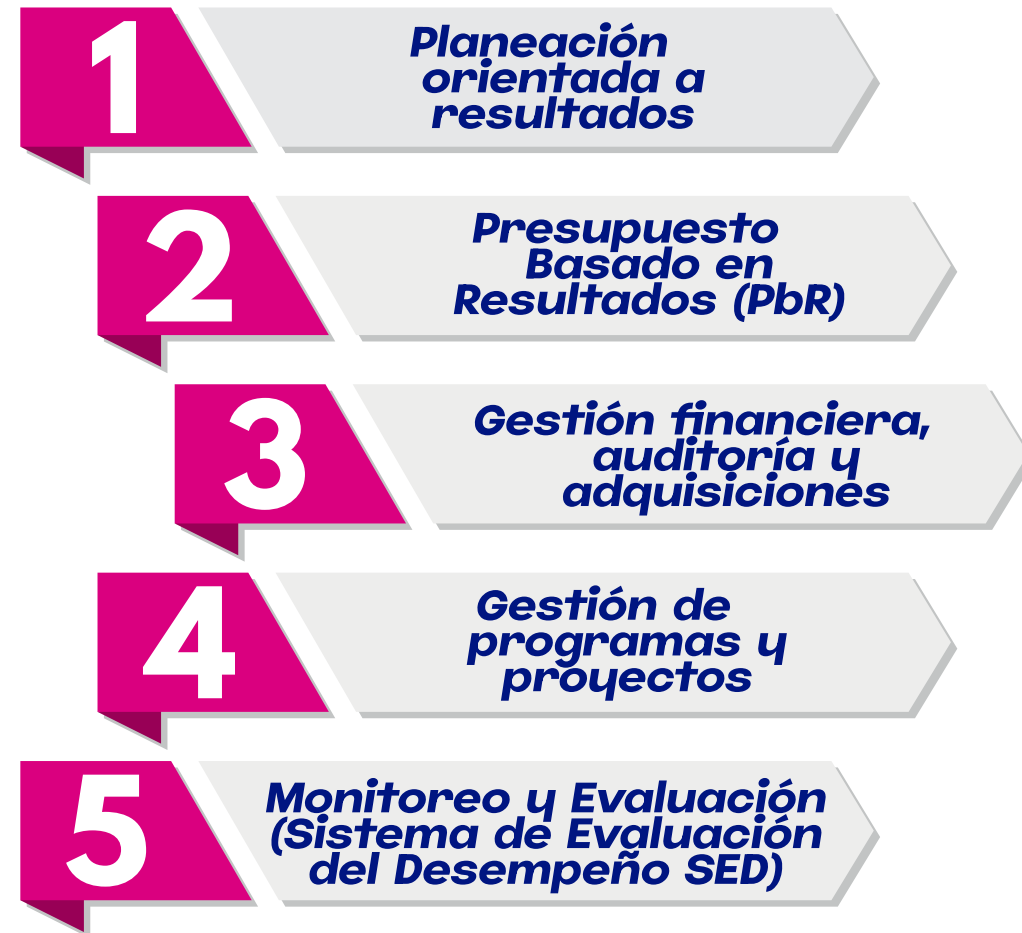 1
Planeación
orientada a
resultados
2
Presupuesto
Basado en
Resultados (PbR)
3
Gestión financiera,
auditoría y
adquisiciones
4
Gestión de
programas y
proyectos
5
Monitoreo y Evaluación
(Sistema de Evaluación
del Desempeño SED)